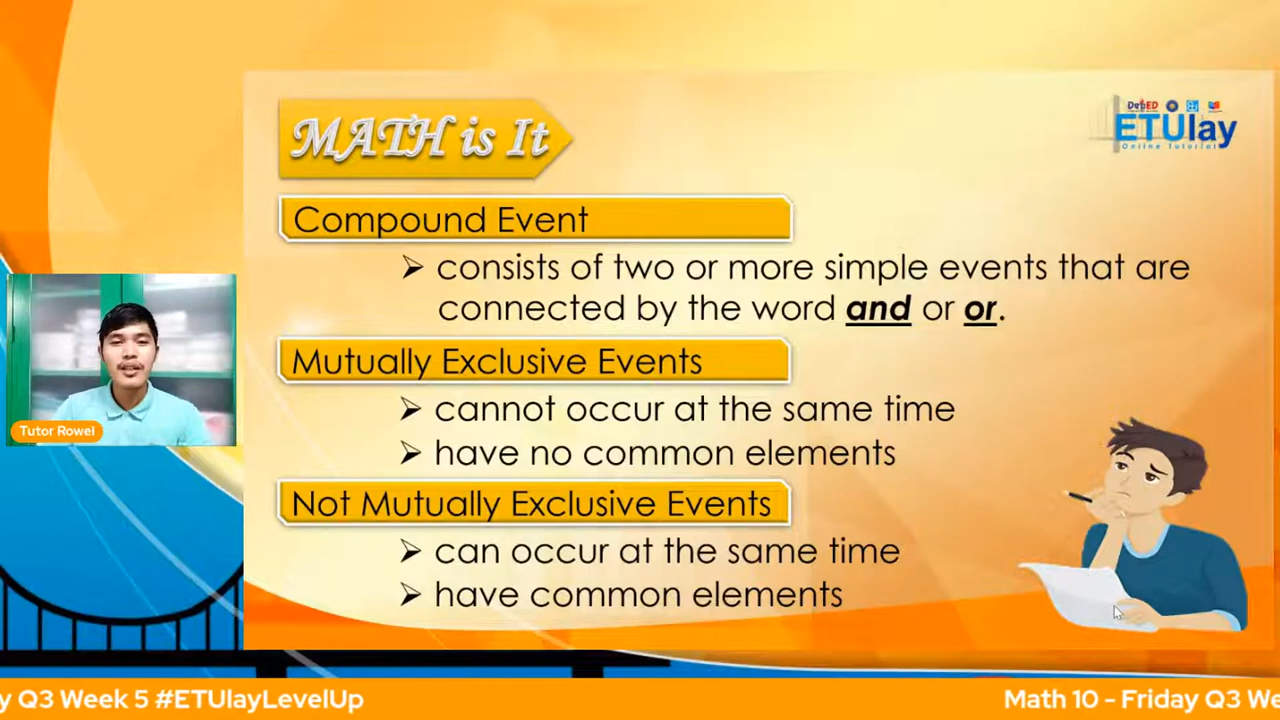 DepED
ETUlay
Online Tutorial
MATH is It
Compound Event
➢ consists of two or more simple events that are
connected by the word and or or.
Mutually Exclusive Events
➢ cannot occur at the same time
➢ have no common elements
Not Mutually Exclusive Events
➢ can occur at the same time
➢ have common elements
Tutor Rowel
y Q3 Week 5 #ETUlayLevelUp
Math 10 - Friday Q3 We